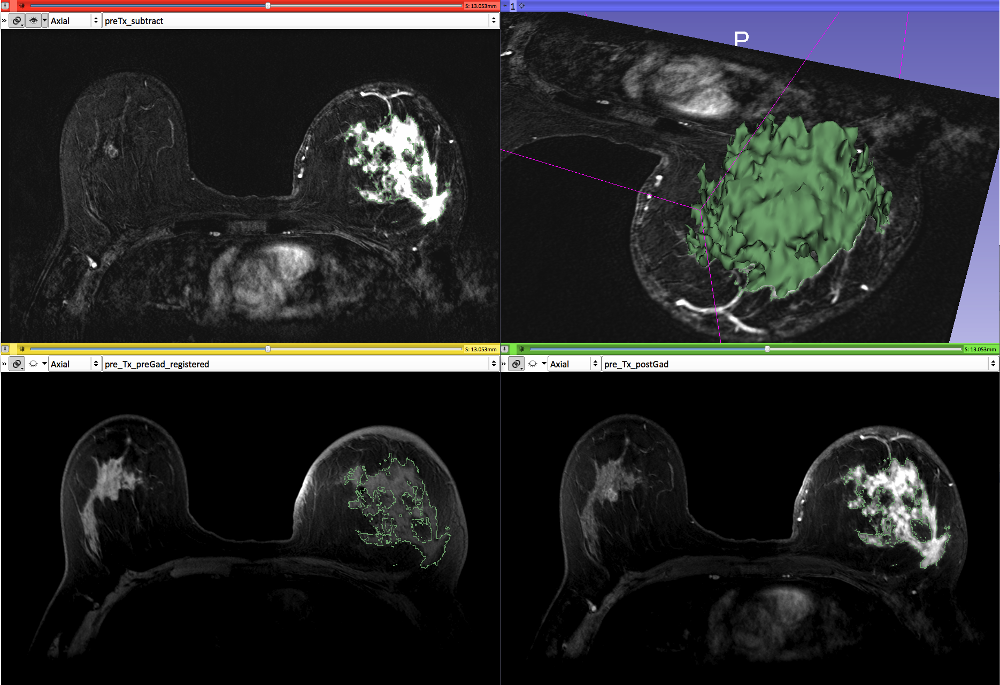 S: 13.053mm
1
» Axial preTx_subtract
P
S: 13.053mm
S: 13.053mm
» Axial pre_Tx_preGad_registered
» Axial pre_Tx_postGad